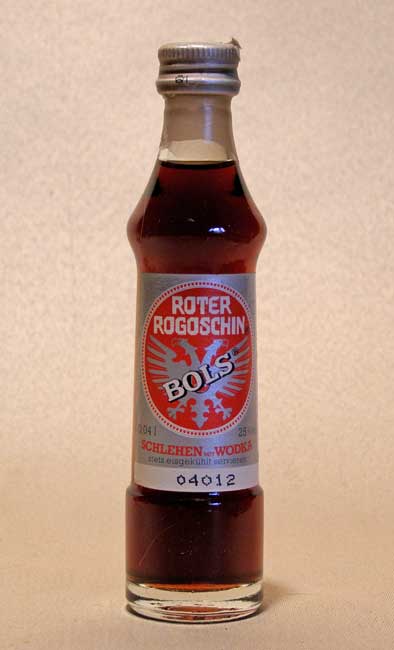 ROTER
ROGOSCHIN
BOLS®
0,04 l 25
SCHLEHEN MIT WODKA
stets eisgekühlt servieren
04012